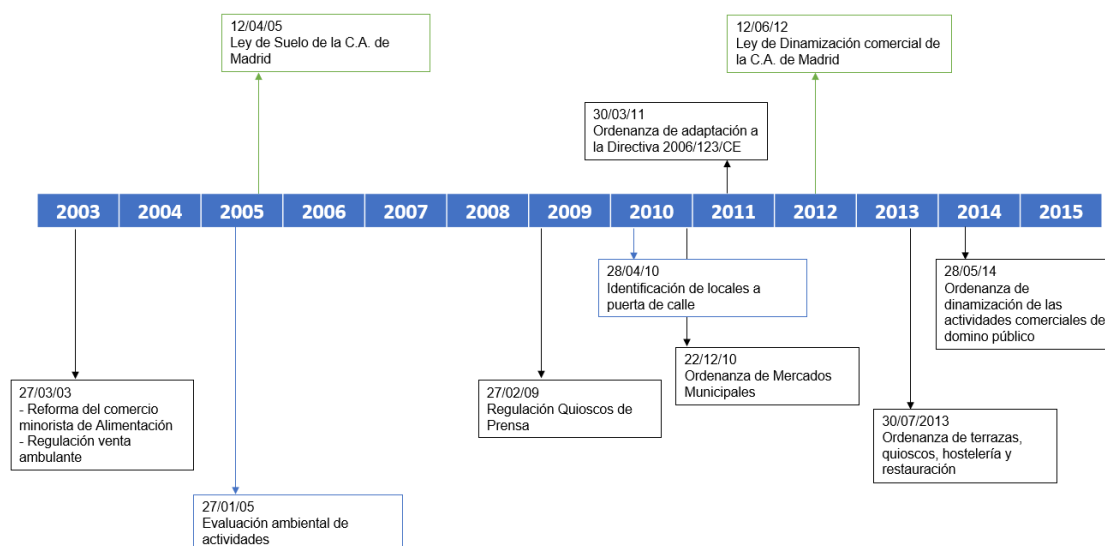 12/04/05
Ley de Suelo de la C.A. de
Madrid
12/06/12
Ley de Dinamización comercial de
la C.A. de Madrid
30/03/11
Ordenanza de adaptación a
la Directiva 2006/123/CE
2003 2004 2005 2006 2007 2008 2009 2010 2011 2012 2013 2014 2015
28/04/10
Identificación de locales a
puerta de calle
28/05/14
Ordenanza de
dinamización de las
actividades comerciales de
domino público
27/03/03
- Reforma del comercio
minorista de Alimentación
- Regulación venta
ambulante
27/02/09
Regulación Quioscos de
Prensa
22/12/10
Ordenanza de Mercados
Municipales
30/07/2013
Ordenanza de terrazas,
quioscos, hostelería y
restauración
27/01/05
Evaluación ambiental de
actividades